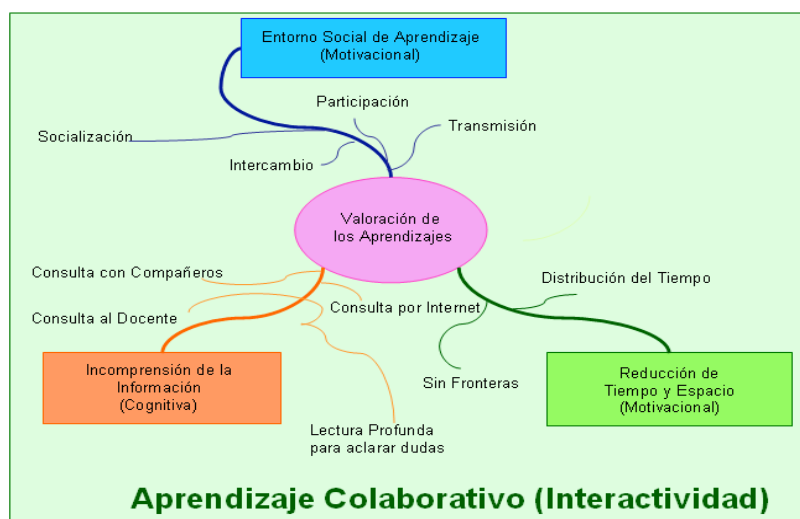 Entorno Social de Aprendizaje
(Motivacional)
Participación
Transmisión
Socialización
Intercambio
Valoración de
los Aprendizajes
Consulta con Compañeros
Distribución del Tiempo
Consulta por Internet
Consulta al Docente
Incomprensión de la
Información
(Cognitiva)
Sin Fronteras
Reducción de
Tiempo y Espacio
(Motivacional)
Lectura Profunda
para aclarar dudas
Aprendizaje Colaborativo (Interactividad)